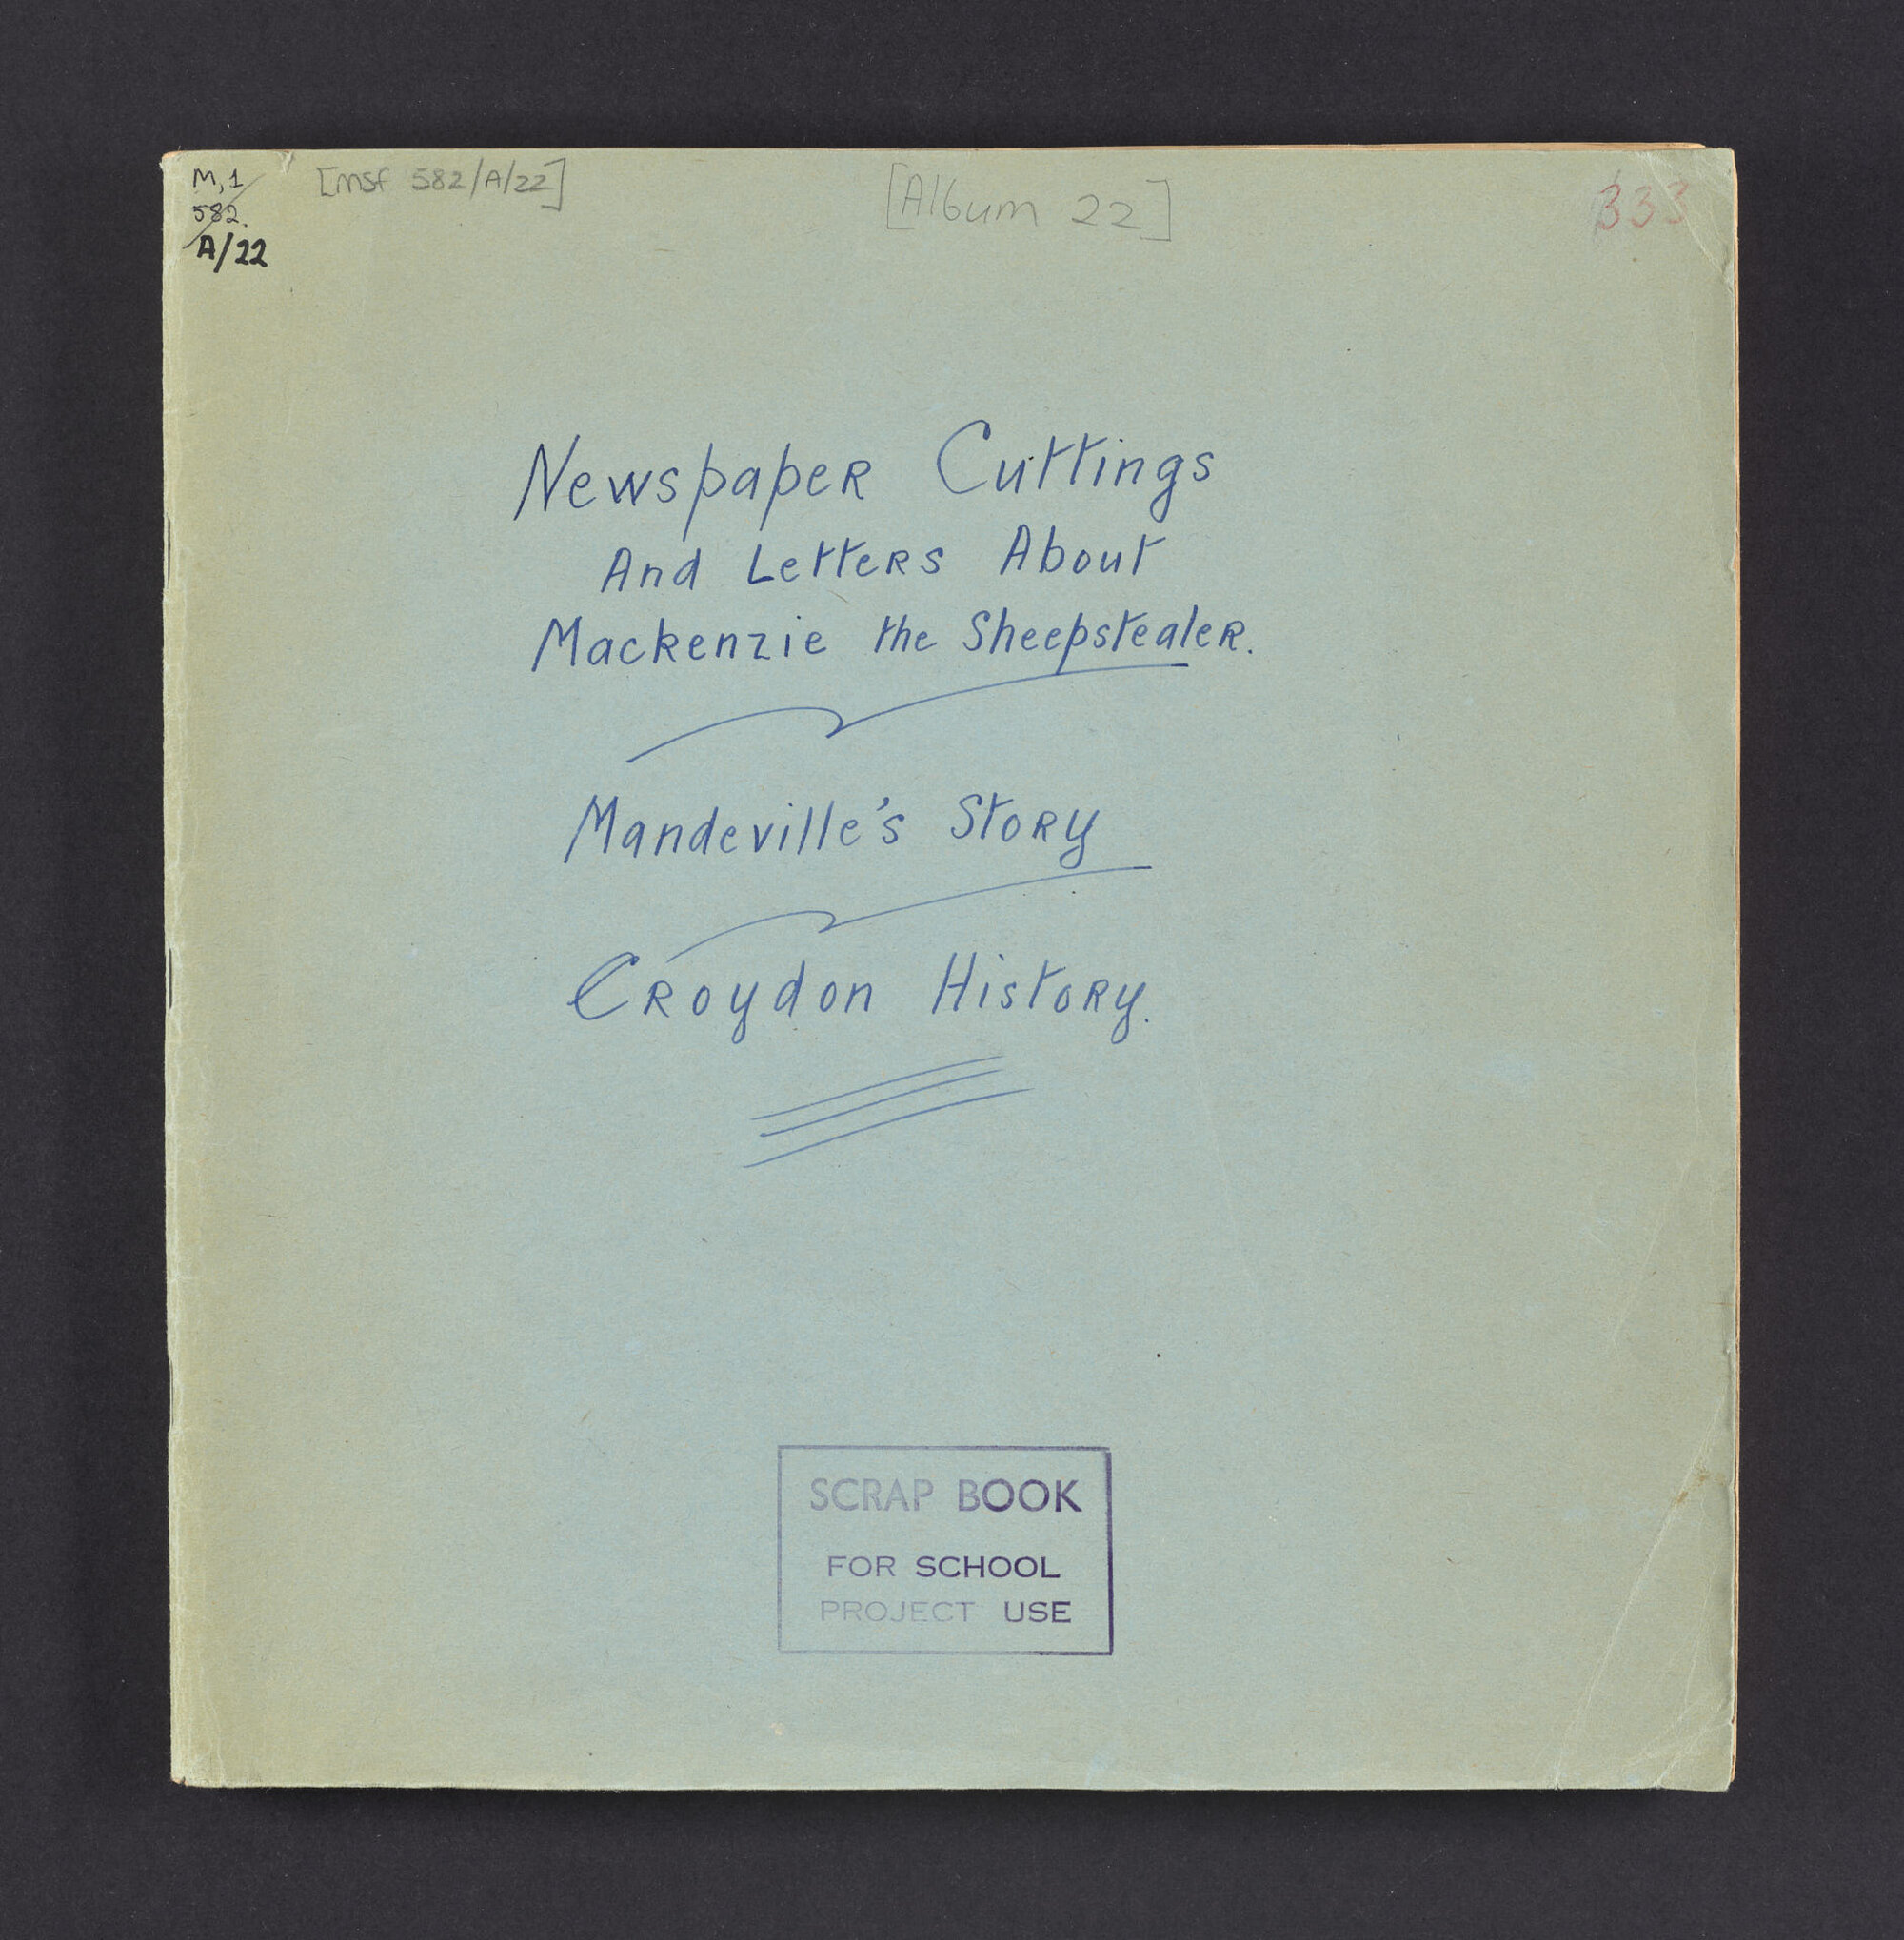 M, 1
582
A/22
[msf 582/A/22]
[Album 22]
333
Newspaper Cuttings
And Letters About
Mackenzie the Sheepstealer.
Mandeville's Story
Croydon History.
SCRAP BOOK
FOR SCHOOL
PROJECT USE